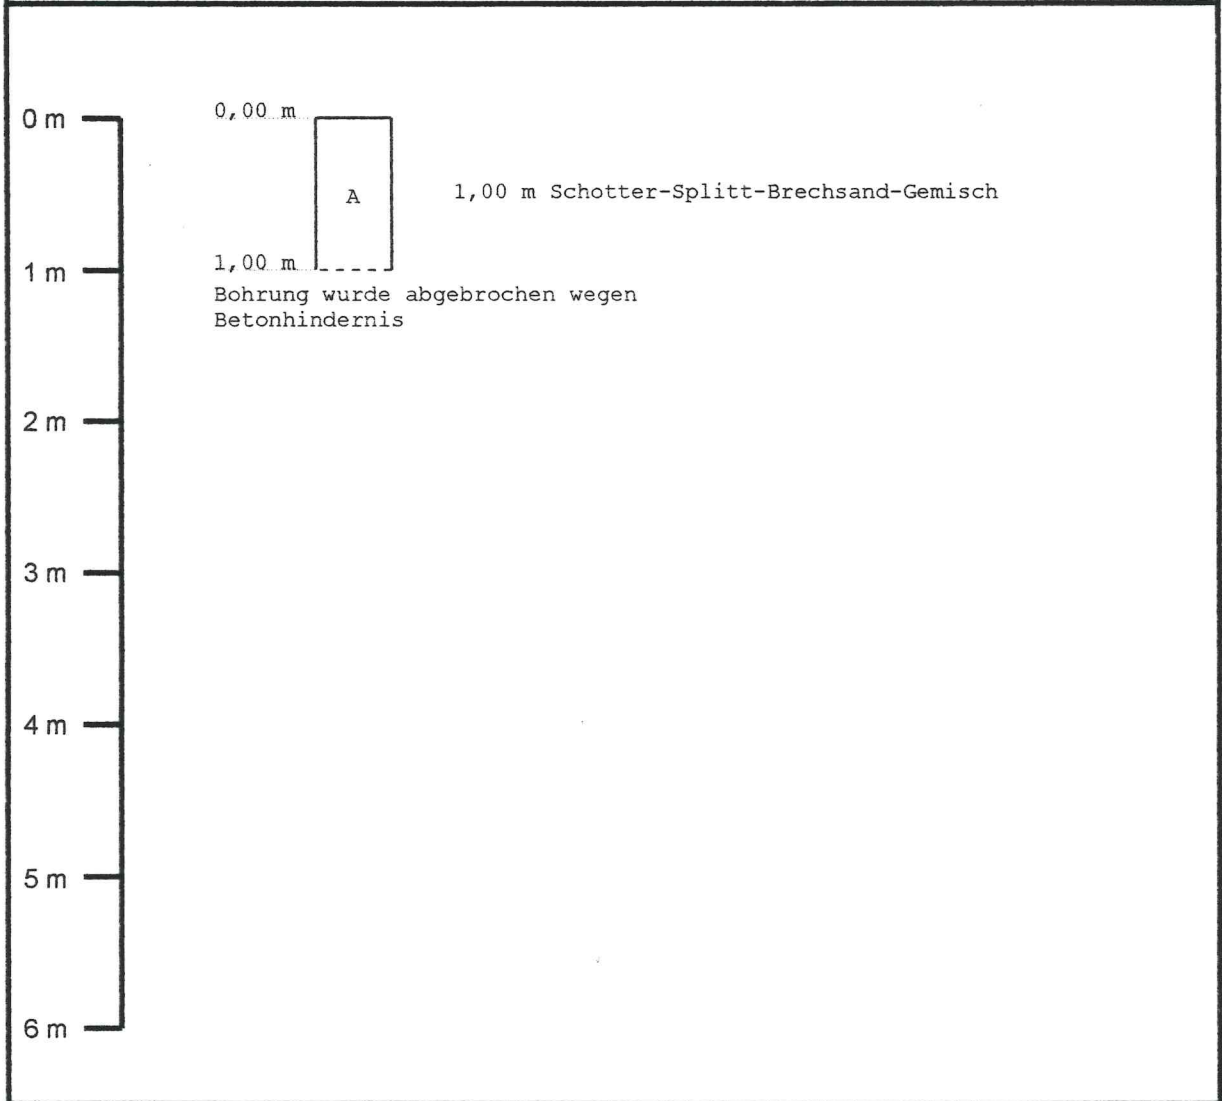 0 m
0,00 m
A
1,00 m Schotter-Splitt-Brechsand-Gemisch
1,00 m
1 m
Bohrung wurde abgebrochen wegen
Betonhindernis
2 m
3 m
4 m
5 m
6 m